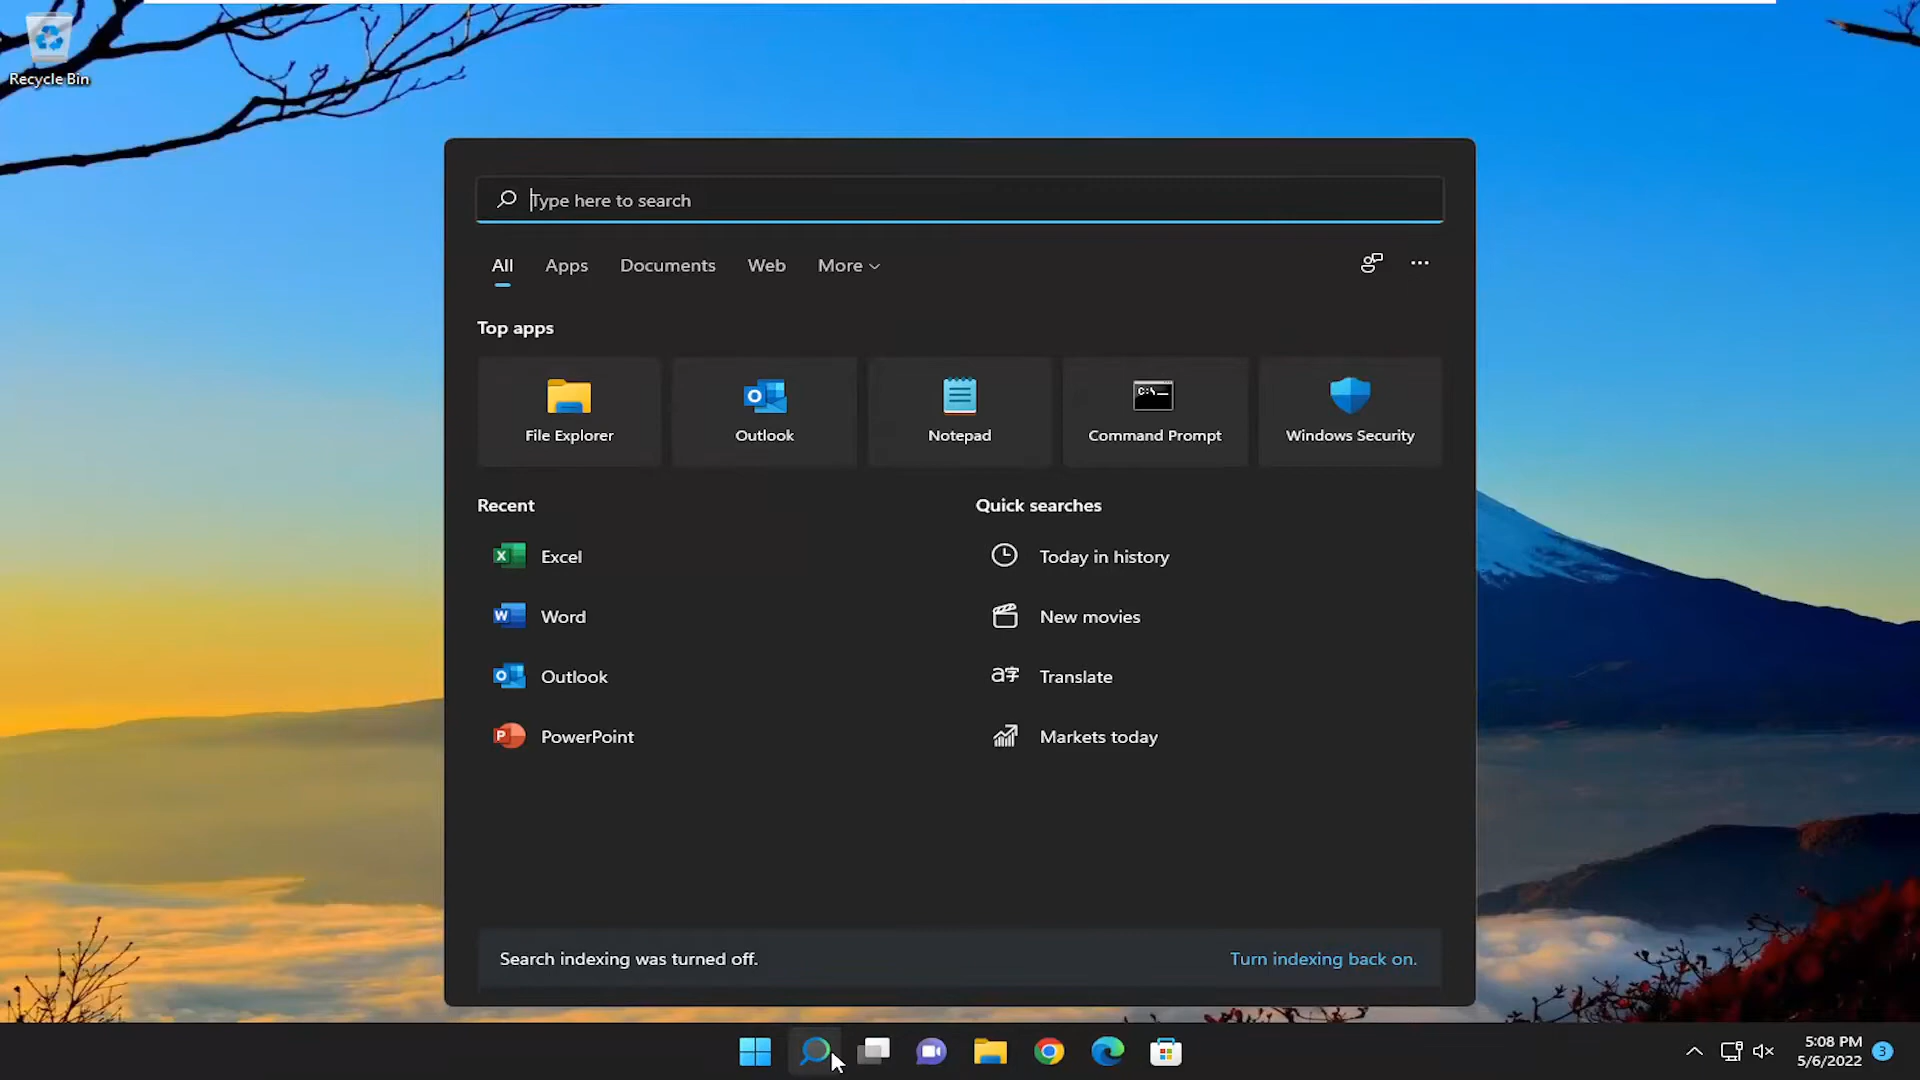 Recycle Bin
Type here to search
All Apps Documents Web More
Top apps
File Explorer Outlook Notepad Command Prompt Windows Security
Recent
Excel
Word
Outlook
PowerPoint
Quick searches
Today in history
New movies
Translate
Markets today
Search indexing was turned off. Turn indexing back on.
5:08 PM
5/6/2022
3